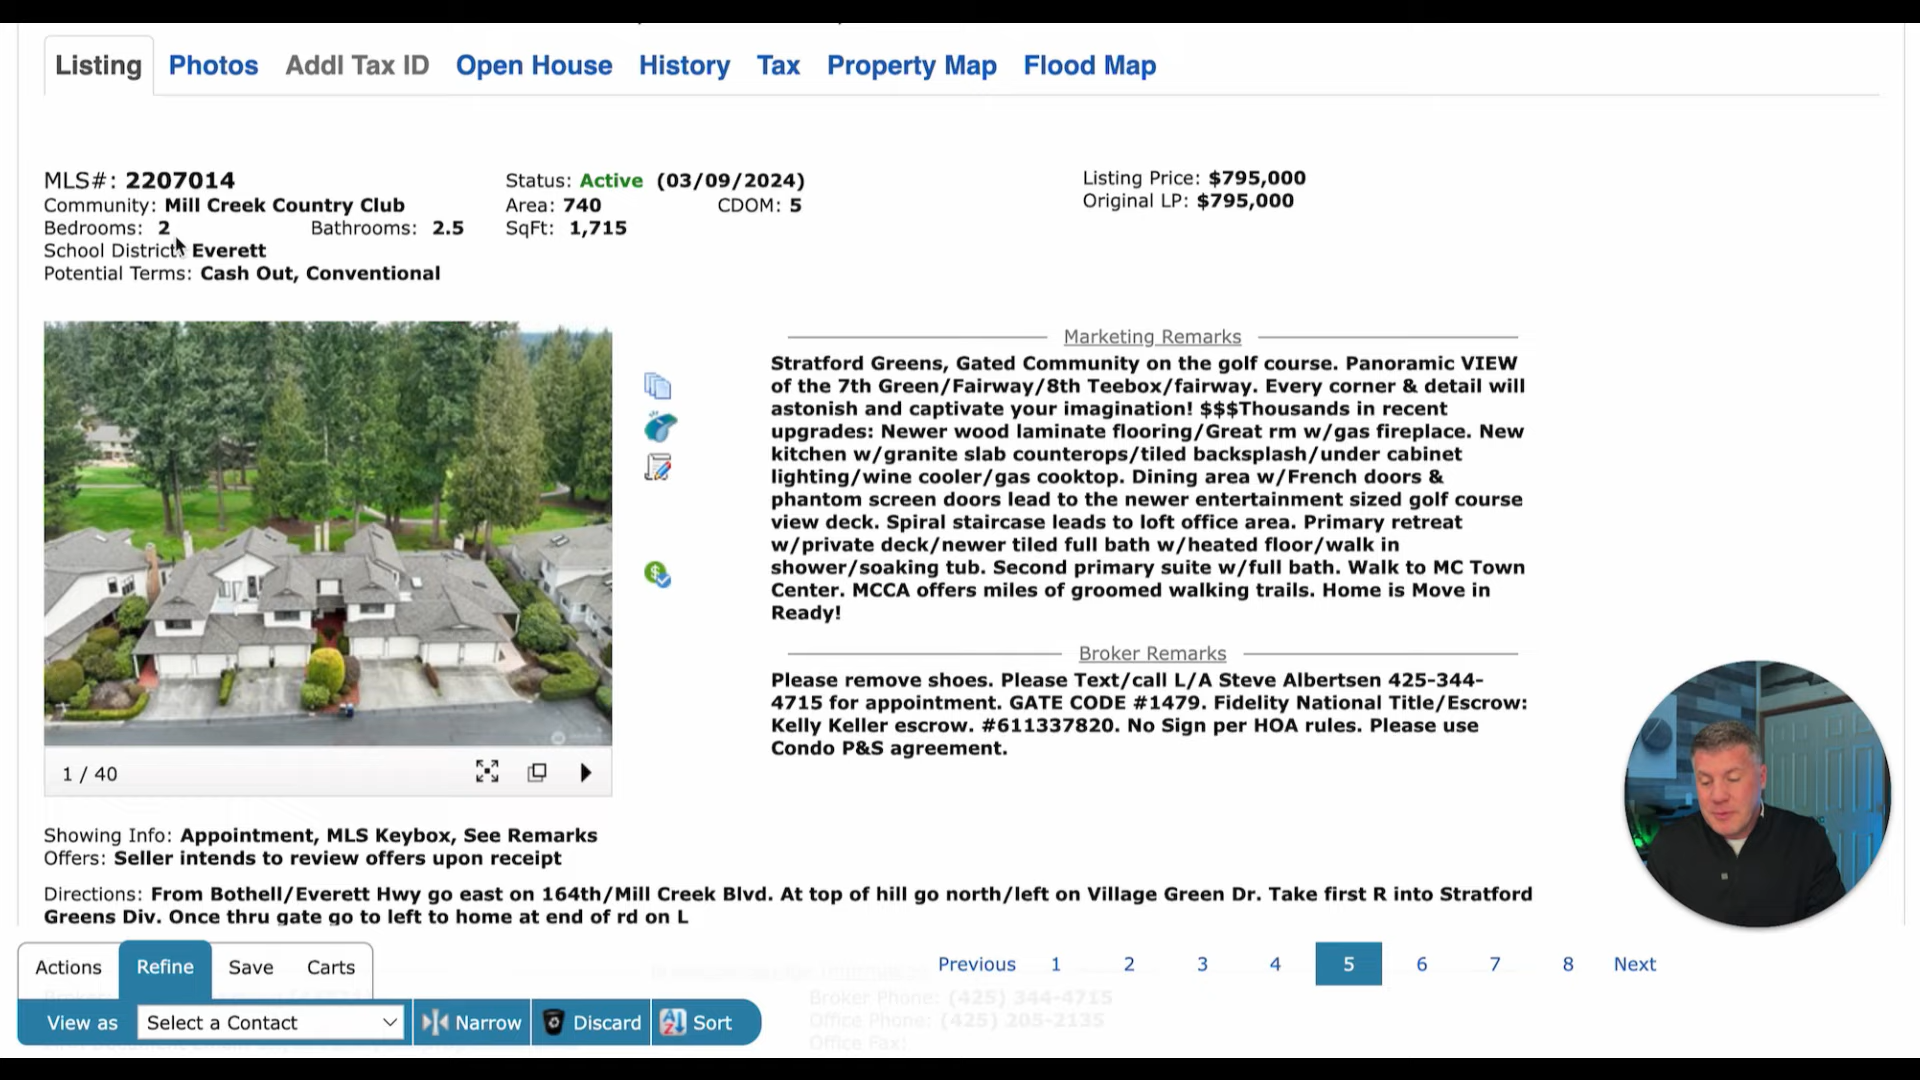 Listing Photos Addl Tax ID Open House History Tax Property Map Flood Map
MLS#: 2207014
Community: Mill Creek Country Club
Bedrooms: 2 Bathrooms: 2.5
School District: Everett
Potential Terms: Cash Out, Conventional
Status: Active (03/09/2024)
Area: 740 CDOM: 5
SqFt: 1,715
Listing Price: $795,000
Original LP: $795,000
1 / 40
Marketing Remarks
Stratford Greens, Gated Community on the golf course. Panoramic VIEW
of the 7th Green/Fairway/8th Teebox/fairway. Every corner & detail will
astonish and captivate your imagination! $$$Thousands in recent
upgrades: Newer wood laminate flooring/Great rm w/gas fireplace. New
kitchen w/granite slab counterops/tiled backsplash/under cabinet
lighting/wine cooler/gas cooktop. Dining area w/French doors &
phantom screen doors lead to the newer entertainment sized golf course
view deck. Spiral staircase leads to loft office area. Primary retreat
w/private deck/newer tiled full bath w/heated floor/walk in
shower/soaking tub. Second primary suite w/full bath. Walk to MC Town
Center. MCCA offers miles of groomed walking trails. Home is Move in
Ready!
Broker Remarks
Please remove shoes. Please Text/call L/A Steve Albertsen 425-344-
4715 for appointment. GATE CODE #1479. Fidelity National Title/Escrow:
Kelly Keller escrow. #611337820. No Sign per HOA rules. Please use
Condo P&S agreement.
Showing Info: Appointment, MLS Keybox, See Remarks
Offers: Seller intends to review offers upon receipt
Directions: From Bothell/Everett Hwy go east on 164th/Mill Creek Blvd. At top of hill go north/left on Village Green Dr. Take first R into Stratford
Greens Div. Once thru gate go to left to home at end of rd on L
Actions Refine Save Carts
Previous 1 2 3 4 5 6 7 8 Next
Broker Phone: (425) 344-4715
Office Phone: (425) 205-2135
Office Fax:
View as Select a Contact Narrow Discard Sort